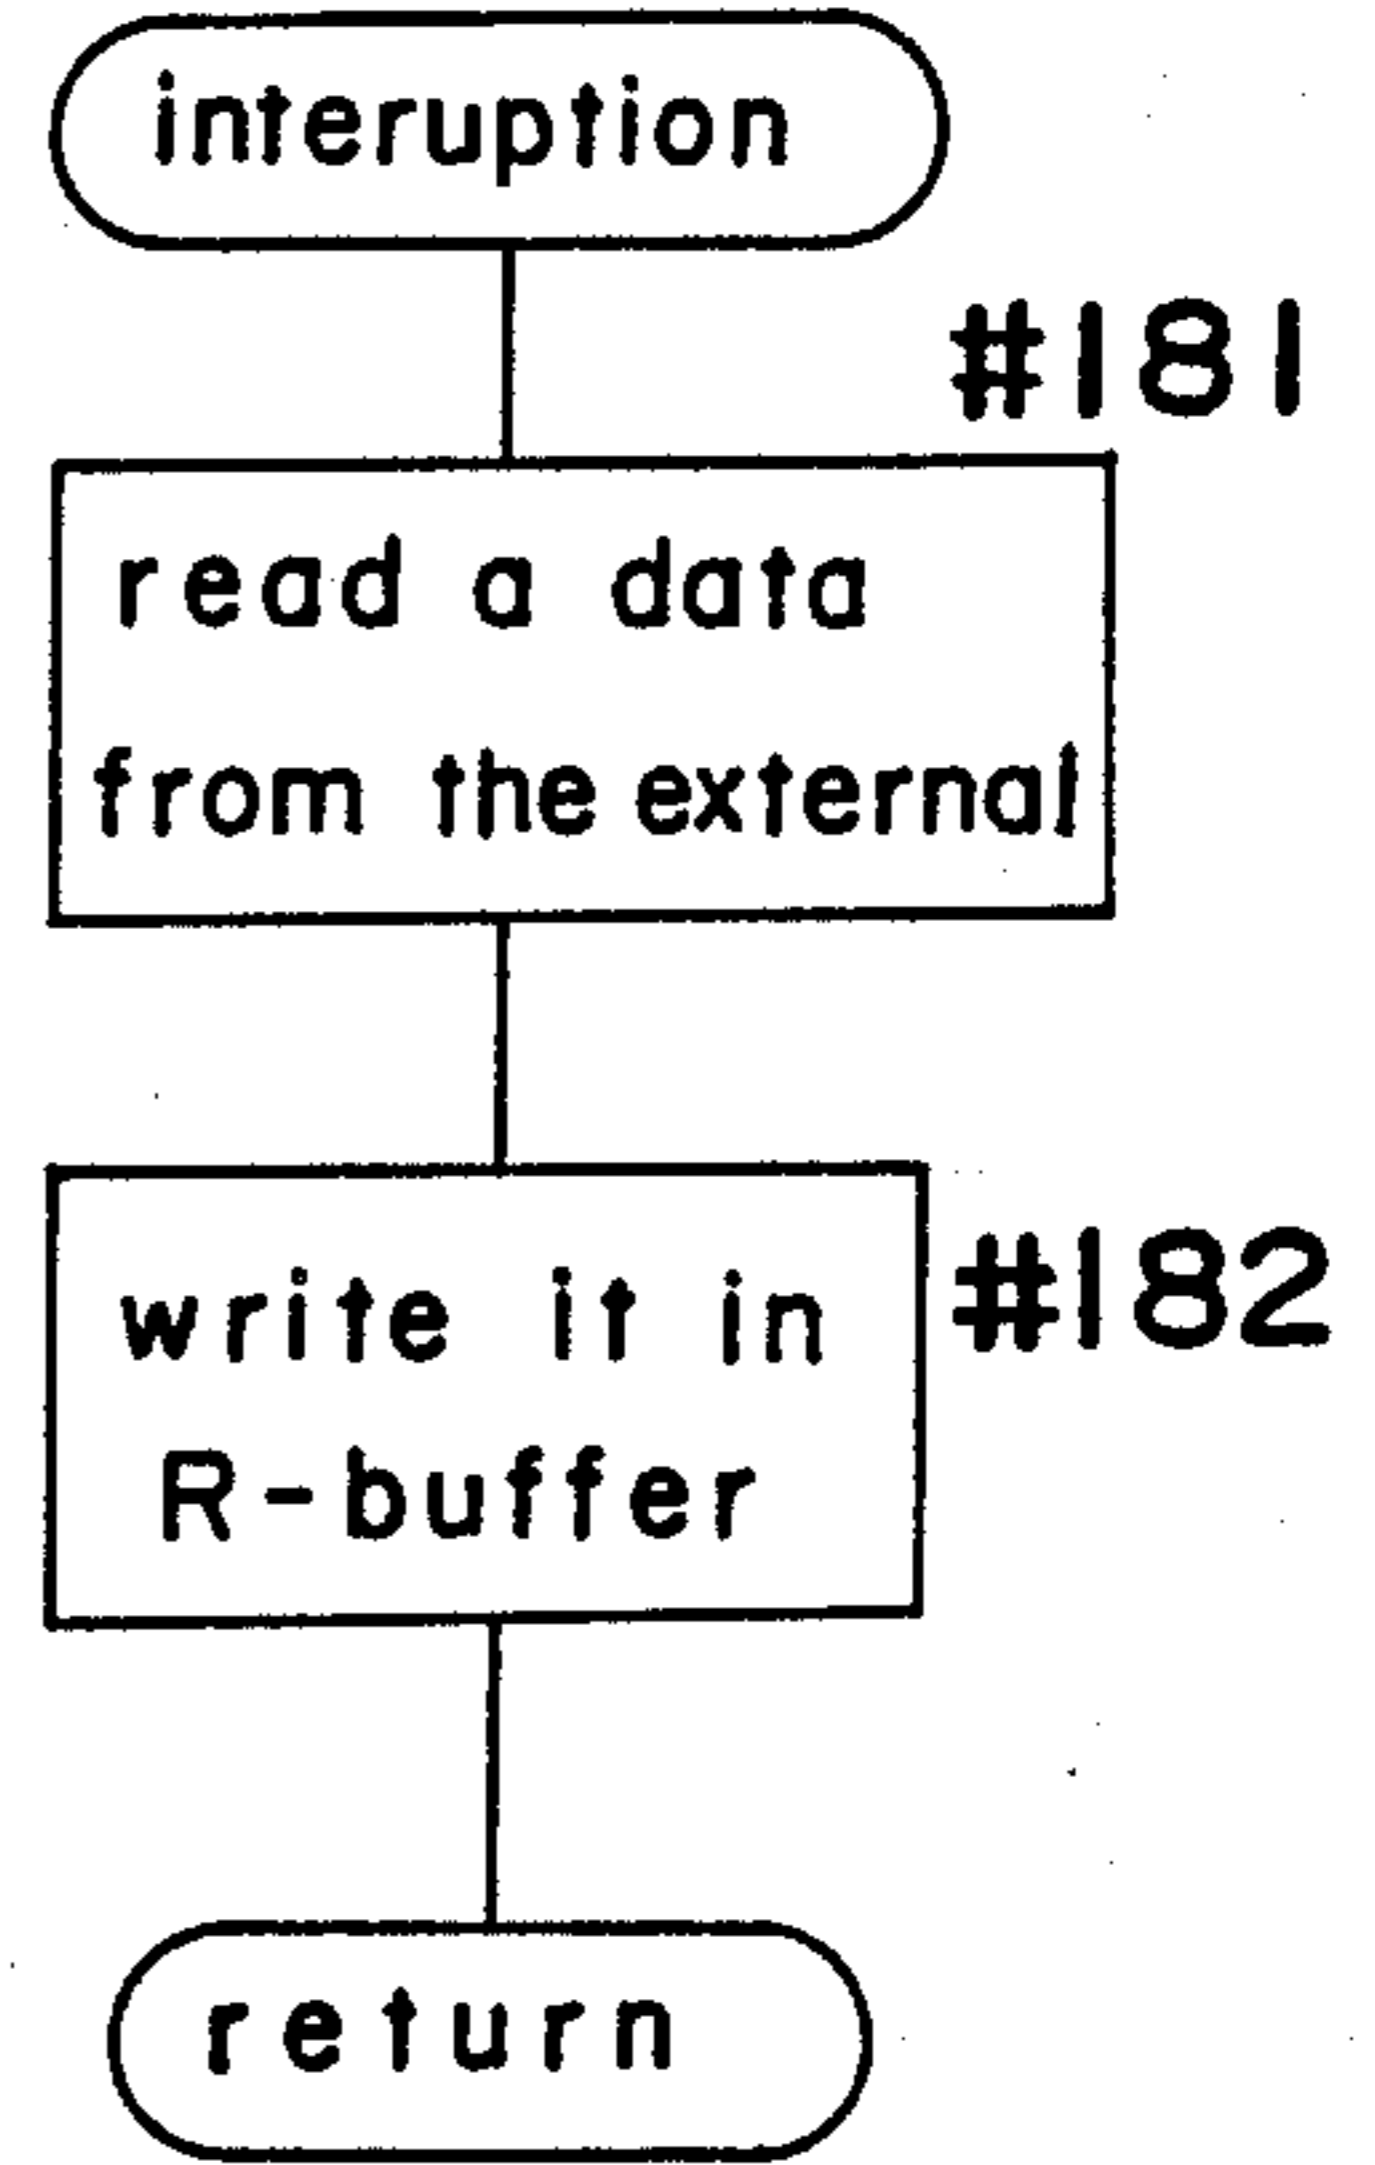 interuption
#181
read a data
from the external
write it in
#182
R-buffer
return